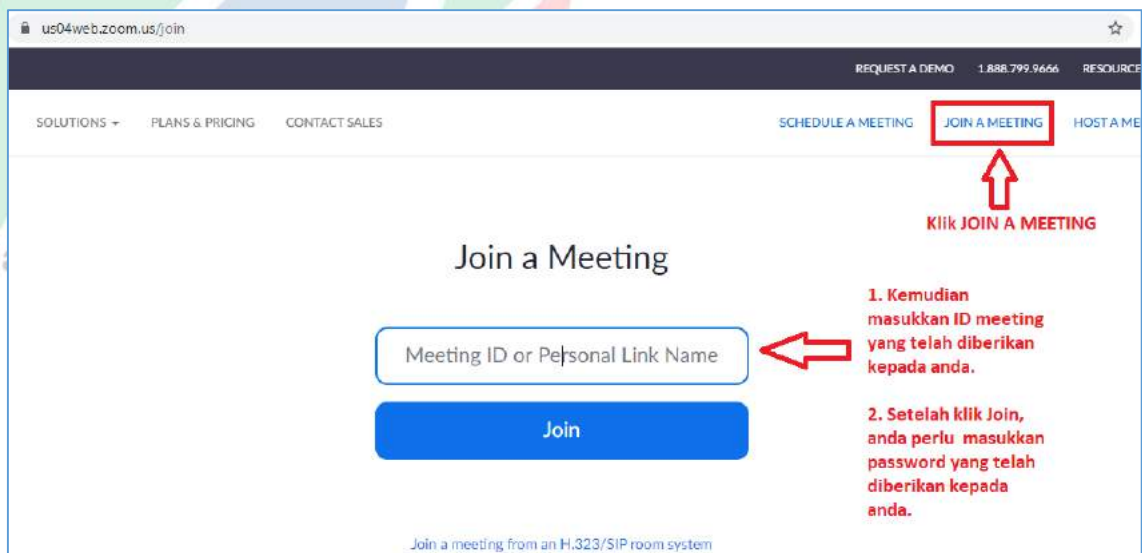 us04web.zoom.us/join
REQUEST A DEMO 1.888.799.9666 RESOURCE
SOLUTIONS PLANS & PRICING CONTACT SALES SCHEDULE A MEETING JOIN A MEETING HOST A ME
Klik JOIN A MEETING
Join a Meeting
Meeting ID or Personal Link Name
Join
1. Kemudian
masukkan ID meeting
yang telah diberikan
kepada anda.
2. Setelah klik Join,
anda perlu masukkan
password yang telah
diberikan kepada
anda.
Join a meeting from an H.323/SIP room system